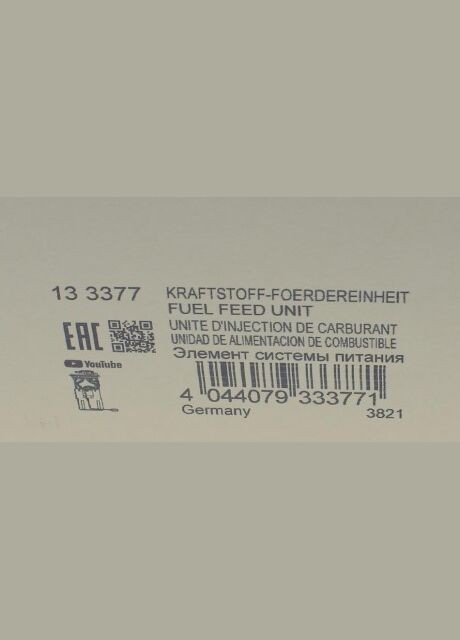 13 3377 KRAFTSTOFF-FOERDEREINHEIT
FUEL FEED UNIT
EAC UNITE D'INJECTION DE CARBURANT
UNIDAD DE ALIMENTACION DE COMBUSTIBLE
Элемент системы питания
YouTube
4 044079 333771
Germany 3821